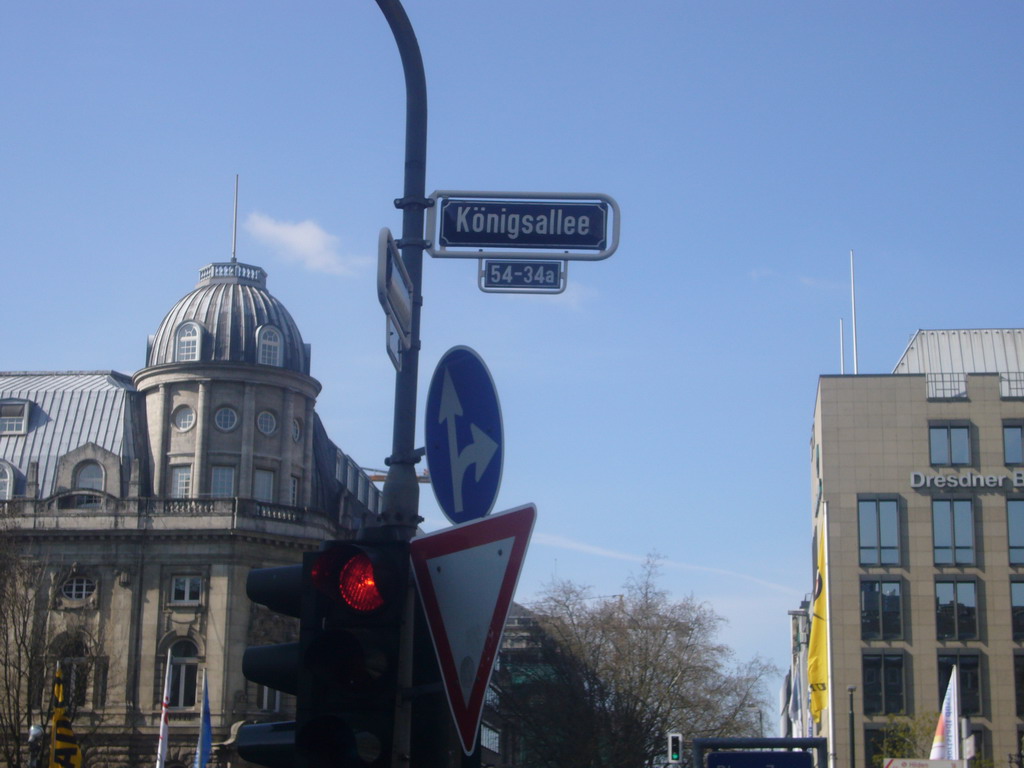 Königsallee
54-34a
Dresdner B